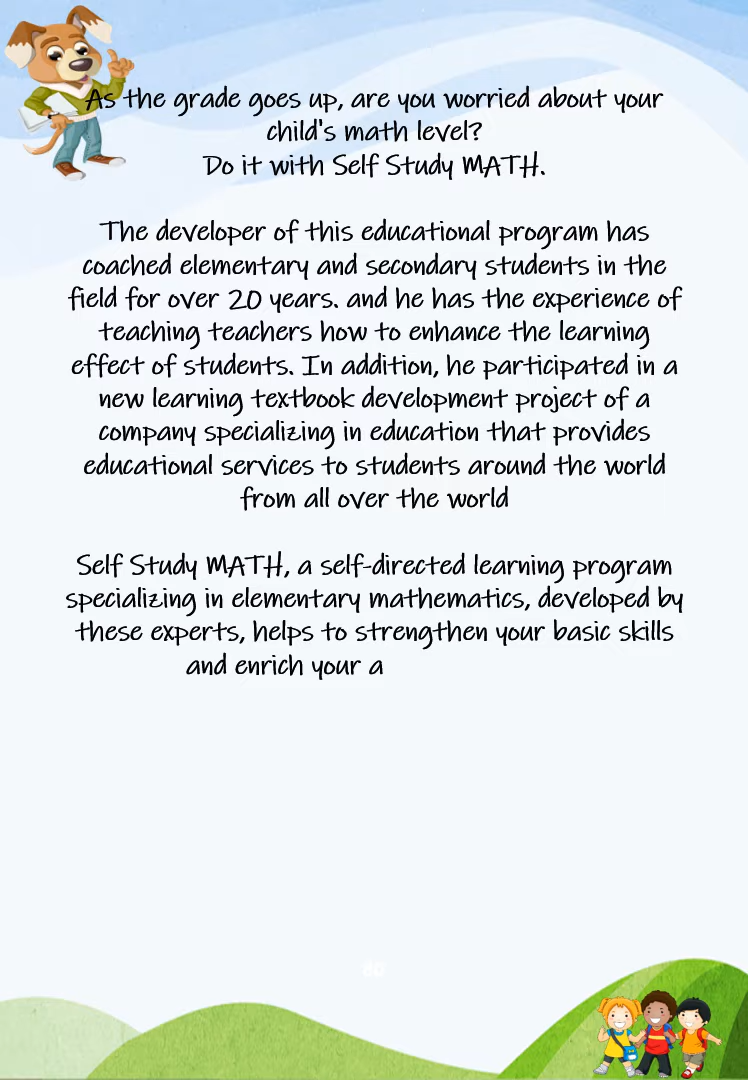 As the grade goes up, are you worried about your
child's math level?
Do it with Self Study MATH.
The developer of this educational program has
coached elementary and secondary students in the
field for over 20 years. and he has the experience of
teaching teachers how to enhance the learning
effect of students. In addition, he participated in a
new learning textbook development project of a
company specializing in education that provides
educational services to students around the world
from all over the world
Self Study MATH, a self-directed learning program
specializing in elementary mathematics, developed by
these experts, helps to strengthen your basic skills
and enrich your a